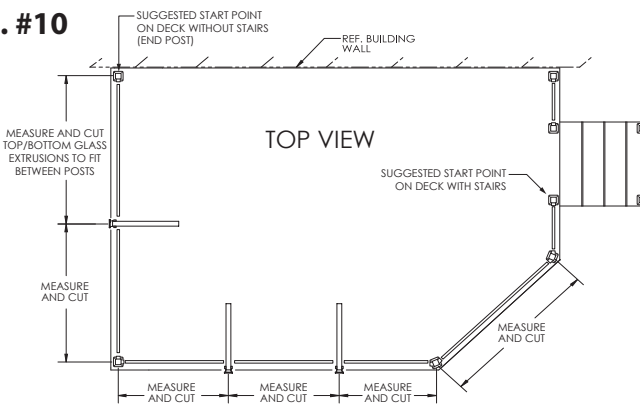 . #10
SUGGESTED START POINT
ON DECK WITHOUT STAIRS
(END POST)
REF. BUILDING
WALL
MEASURE AND CUT
TOP/BOTTOM GLASS
EXTRUSIONS TO FIT
BETWEEN POSTS
TOP VIEW
SUGGESTED START POINT
ON DECK WITH STAIRS
MEASURE
AND CUT
MEASURE
AND CUT
MEASURE
AND CUT
MEASURE
AND CUT
MEASURE
AND CUT